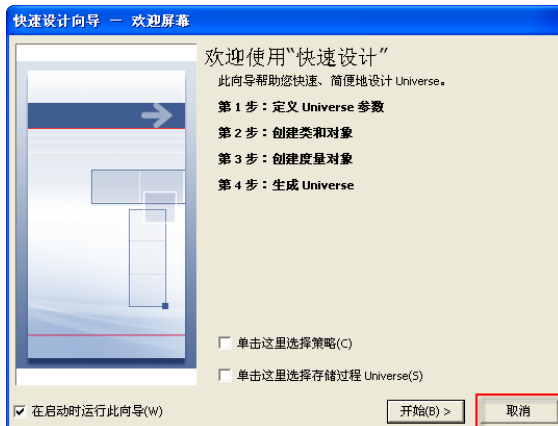 快速设计向导 － 欢迎屏幕
欢迎使用“快速设计”
此向导帮助您快速、简便地设计 Universe。
第 1 步：定义 Universe 参数
第 2 步：创建类和对象
第 3 步：创建度量对象
第 4 步：生成 Universe
单击这里选择策略(C)
单击这里选择存储过程 Universe(S)
在启动时运行此向导(W)
开始(B) >
取消